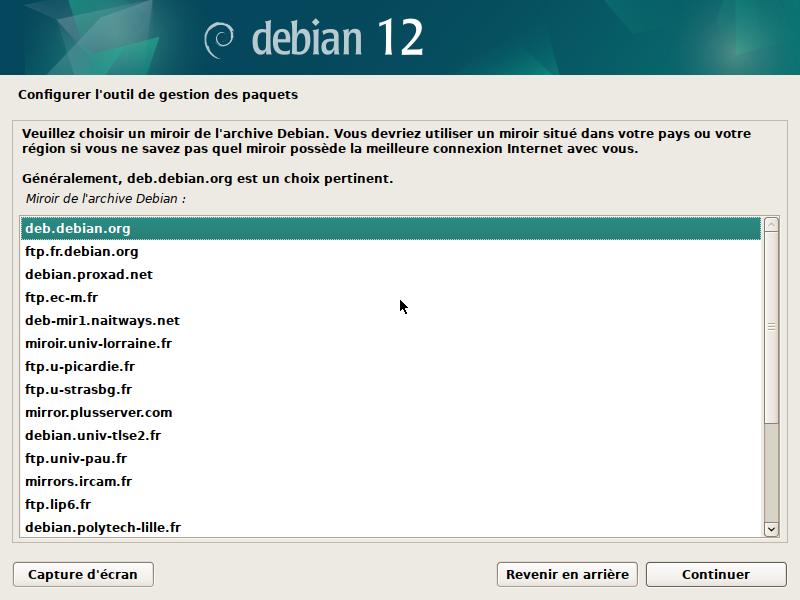 debian 12
Configurer l'outil de gestion des paquets
Veuillez choisir un miroir de l'archive Debian. Vous devriez utiliser un miroir situé dans votre pays ou votre
région si vous ne savez pas quel miroir possède la meilleure connexion Internet avec vous.
Généralement, deb.debian.org est un choix pertinent.
Miroir de l'archive Debian :
deb.debian.org
ftp.fr.debian.org
debian.proxad.net
ftp.ec-m.fr
deb-mir1.naitways.net
miroir.univ-lorraine.fr
ftp.u-picardie.fr
ftp.u-strasbg.fr
mirror.plusserver.com
debian.univ-tlse2.fr
ftp.univ-pau.fr
mirrors.ircam.fr
ftp.lip6.fr
debian.polytech-lille.fr
Capture d'écran
Revenir en arrière
Continuer